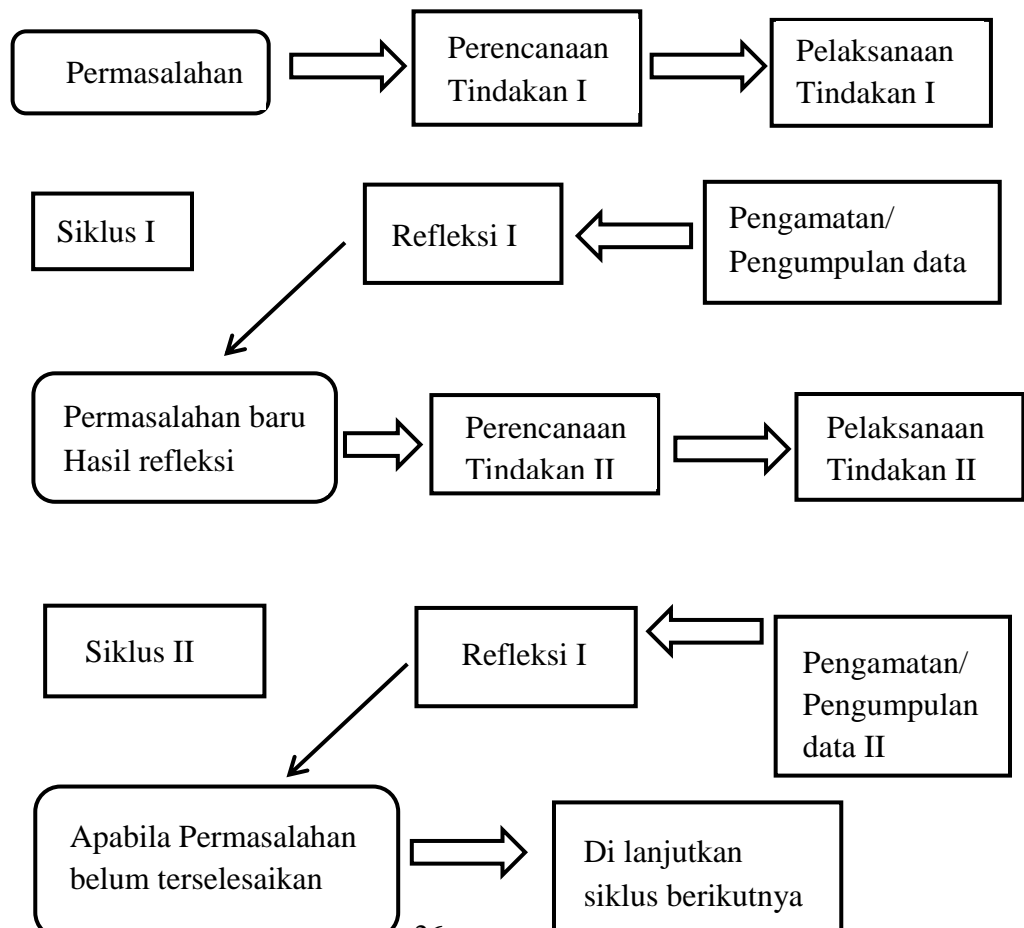 Permasalahan
Perencanaan
Tindakan I
Pelaksanaan
Tindakan I
Siklus I
Refleksi I
Pengamatan/
Pengumpulan data
Permasalahan baru
Hasil refleksi
Perencanaan
Tindakan II
Pelaksanaan
Tindakan II
Siklus II
Refleksi I
Pengamatan/
Pengumpulan
data II
Apabila Permasalahan
belum terselesaikan
Di lanjutkan
siklus berikutnya